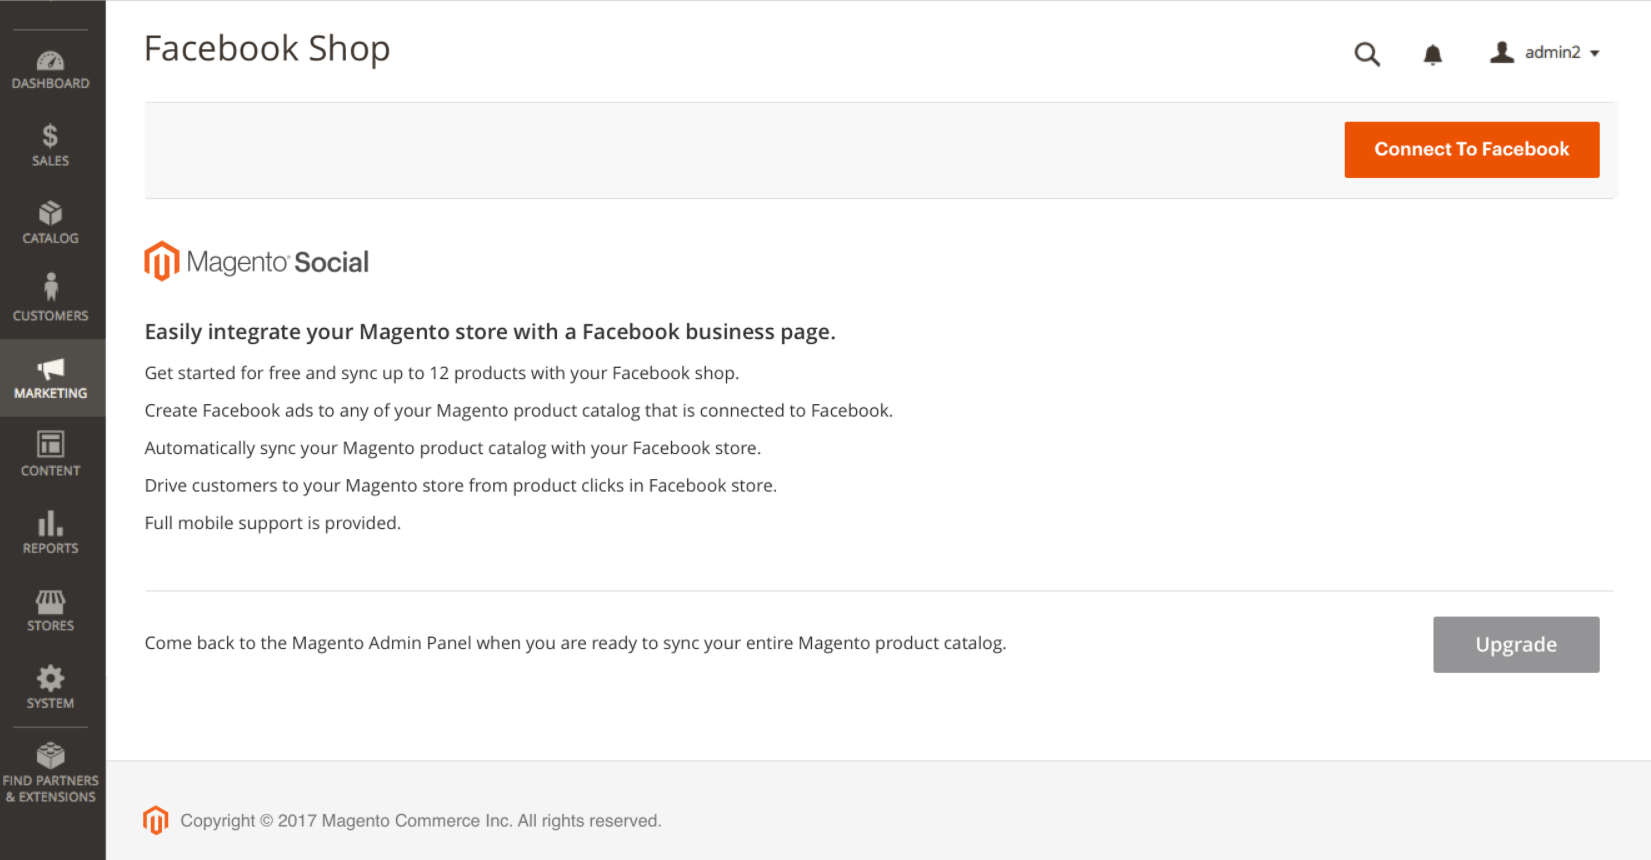 Facebook Shop
admin2
DASHBOARD
SALES
CATALOG
CUSTOMERS
MARKETING
CONTENT
REPORTS
STORES
SYSTEM
FIND PARTNERS
& EXTENSIONS
Connect To Facebook
Magento Social
Easily integrate your Magento store with a Facebook business page.
Get started for free and sync up to 12 products with your Facebook shop.
Create Facebook ads to any of your Magento product catalog that is connected to Facebook.
Automatically sync your Magento product catalog with your Facebook store.
Drive customers to your Magento store from product clicks in Facebook store.
Full mobile support is provided.
Come back to the Magento Admin Panel when you are ready to sync your entire Magento product catalog.
Upgrade
Copyright © 2017 Magento Commerce Inc. All rights reserved.